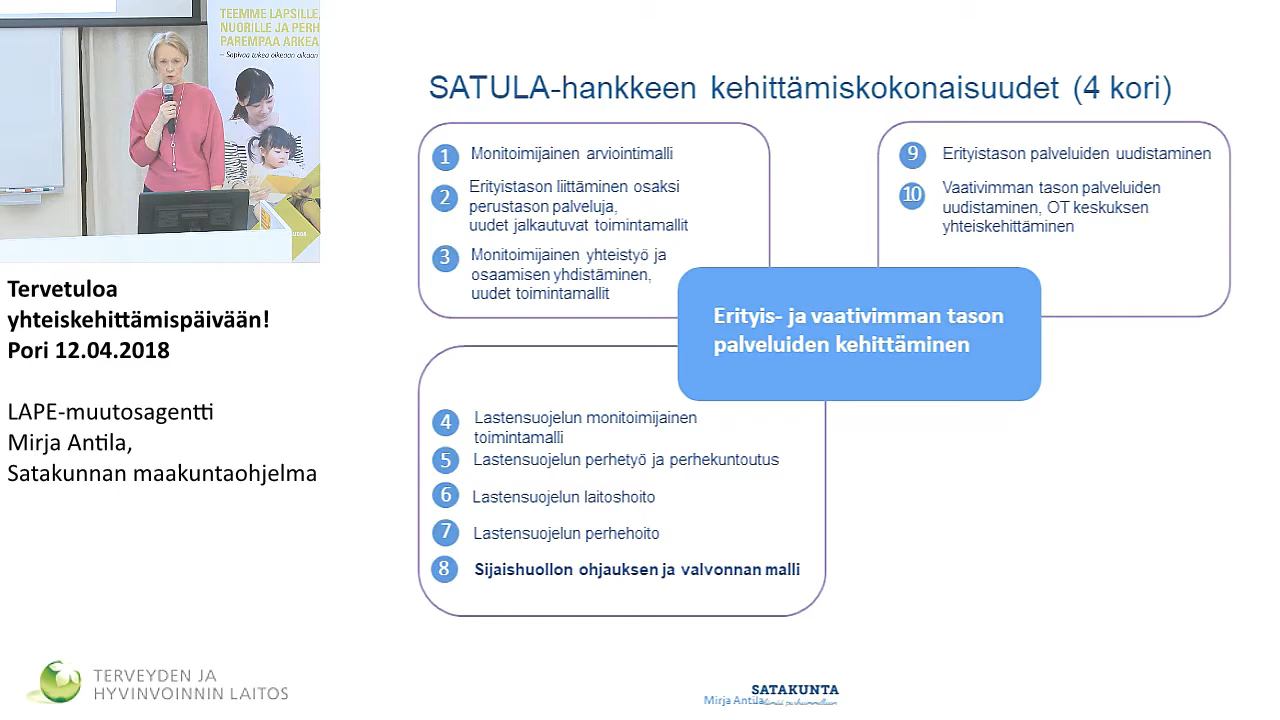 TEEMME LAPSILLE,
NUORILLE JA PERH
PAREMPAA ARKEA
– Sopivaa tukea oikeaan aikaan
Tervetuloa
yhteiskehittämispäivään!
Pori 12.04.2018
LAPE-muutosagentti
Mirja Antila,
Satakunnan maakuntaohjelma
TERVEYDEN JA
HYVINVOINNIN LAITOS
SATULA-hankkeen kehittämiskokonaisuudet (4 kori)
1 Monitoimijainen arviointimalli
2 Erityistason liittäminen osaksi
perustason palveluja,
uudet jalkautuvat toimintamallit
3 Monitoimijainen yhteistyö ja
osaamisen yhdistäminen,
uudet toimintamallit
9 Erityistason palveluiden uudistaminen
10 Vaativimman tason palveluiden
uudistaminen, OT keskuksen
yhteiskehittäminen
Erityis- ja vaativimman tason
palveluiden kehittäminen
4 Lastensuojelun monitoimijainen
toimintamalli
5 Lastensuojelun perhetyö ja perhekuntoutus
6 Lastensuojelun laitoshoito
7 Lastensuojelun perhehoito
8 Sijaishuollon ohjauksen ja valvonnan malli
SATAKUNTA
Mirja Antila